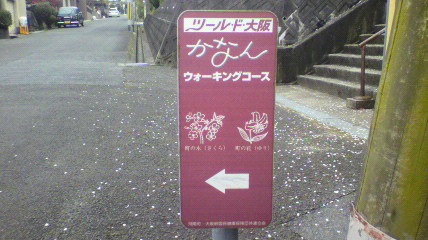 ツール・ド・大阪
かなん
ウォーキングコース
町の木（さくら） 町の花（ゆり）